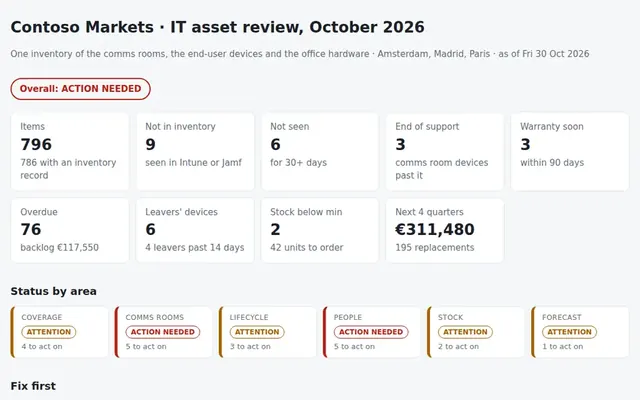 Contoso Markets · IT asset review, October 2026
One inventory of the comms rooms, the end-user devices and the office hardware · Amsterdam, Madrid, Paris · as of Fri 30 Oct 2026
Overall: ACTION NEEDED
Items
796
786 with an inventory
record
Not in inventory
9
seen in Intune or Jamf
Not seen
6
for 30+ days
End of support
3
comms room devices
past it
Warranty soon
3
within 90 days
Overdue
76
backlog €117,550
Leavers' devices
6
4 leavers past 14 days
Stock below min
2
42 units to order
Next 4 quarters
€311,480
195 replacements
Status by area
COVERAGE
ATTENTION
4 to act on
COMMS ROOMS
ACTION NEEDED
5 to act on
LIFECYCLE
ATTENTION
3 to act on
PEOPLE
ACTION NEEDED
5 to act on
STOCK
ATTENTION
2 to act on
FORECAST
ATTENTION
1 to act on
Fix first